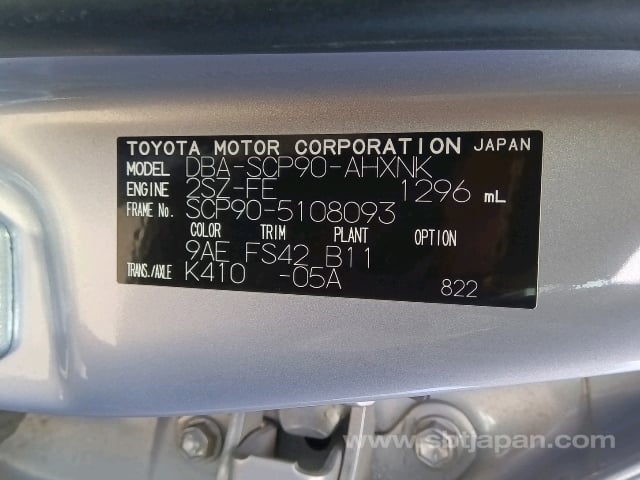 TOYOTA MOTOR CORPORATION JAPAN
MODEL DBA-SCP90-AHXNK
ENGINE 2SZ-FE 1296 mL
FRAME No. SCP90-5108093
COLOR TRIM PLANT OPTION
9AE FS42 B11
TRANS./AXLE K410 -05A 822
www.sbtjapan.com